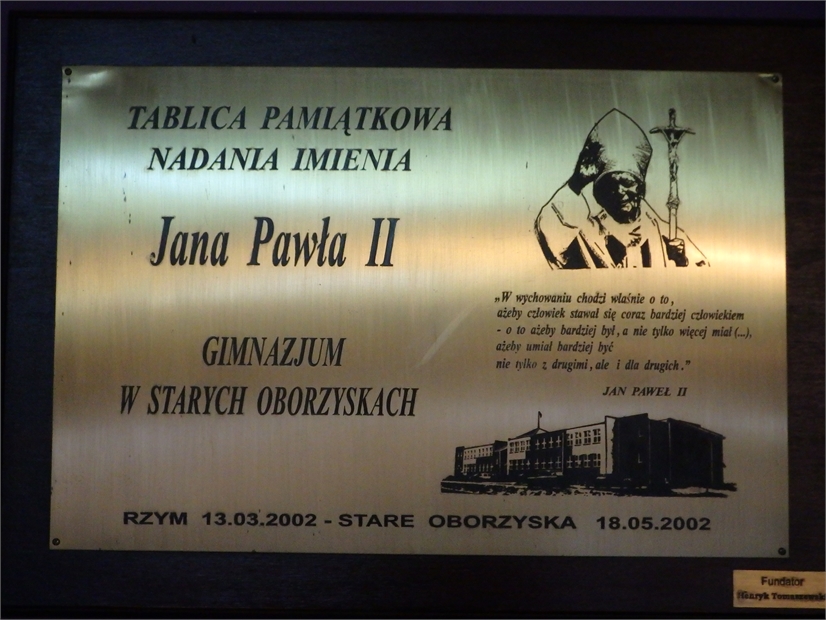 TABLICA PAMIĄTKOWA
NADANIA IMIENIA
Jana Pawła II
GIMNAZJUM
W STARYCH OBORZYSKACH
„W wychowaniu chodzi właśnie o to,
ażeby człowiek stawał się coraz bardziej człowiekiem
- o to ażeby bardziej był, a nie tylko więcej miał (...),
ażeby umiał bardziej być
nie tylko z drugimi, ale i dla drugich."
JAN PAWEŁ II
RZYM 13.03.2002 - STARE OBORZYSKA 18.05.2002
Fundator
Henryk Tomaszewski